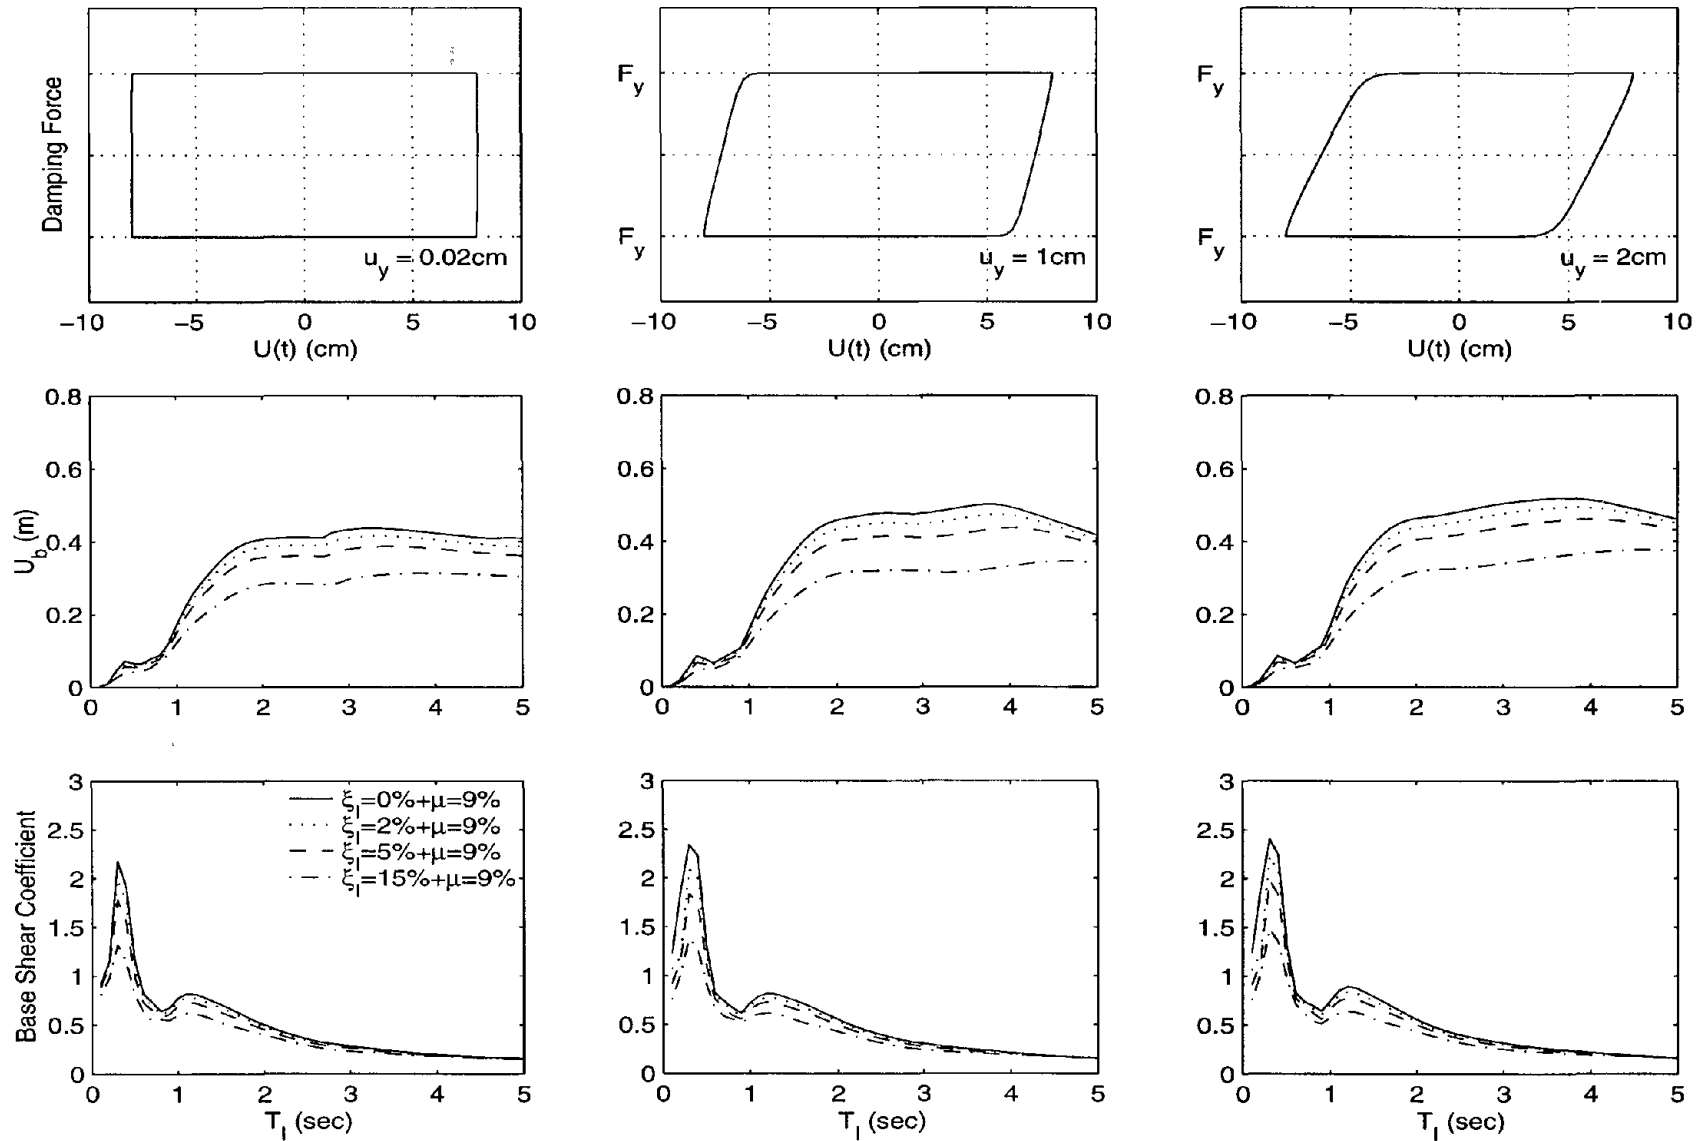 Damping Force
u_y = 0.02cm
−10 −5 0 5 10
U(t) (cm)
F_y
F_y
u_y = 1cm
−10 −5 0 5 10
U(t) (cm)
F_y
F_y
u_y = 2cm
−10 −5 0 5 10
U(t) (cm)
U_b (m)
0.8
0.6
0.4
0.2
0
0 1 2 3 4 5
0.8
0.6
0.4
0.2
0
0 1 2 3 4 5
0.8
0.6
0.4
0.2
0
0 1 2 3 4 5
Base Shear Coefficient
3
2.5
2
1.5
1
0.5
0
ξ_I=0%+μ=9%
ξ_I=2%+μ=9%
ξ_I=5%+μ=9%
ξ_I=15%+μ=9%
0 1 2 3 4 5
T_I (sec)
3
2.5
2
1.5
1
0.5
0
0 1 2 3 4 5
T_I (sec)
3
2.5
2
1.5
1
0.5
0
0 1 2 3 4 5
T_I (sec)